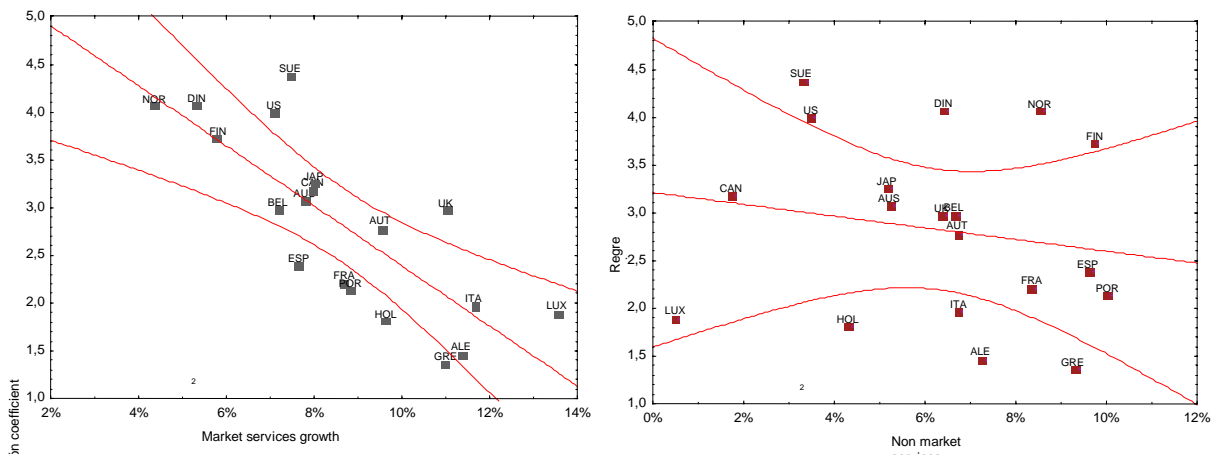 5,0
4,5
4,0
3,5
3,0
2,5
2,0
1,5
1,0
ón coefficient
SUE
US
NOR
DIN
FIN
JAP
CAN
AUS
BEL
UK
AUT
ESP
FRA
POR
ITA
LUX
HOL
ALE
GRE
2
2%
4%
6%
8%
10%
12%
14%
Market services growth
5,0
4,5
4,0
3,5
3,0
2,5
2,0
1,5
1,0
Regre
SUE
US
DIN
NOR
FIN
CAN
JAP
AUS
UK
BEL
AUT
ESP
FRA
POR
LUX
HOL
ITA
ALE
GRE
2
0%
2%
4%
6%
8%
10%
12%
Non market